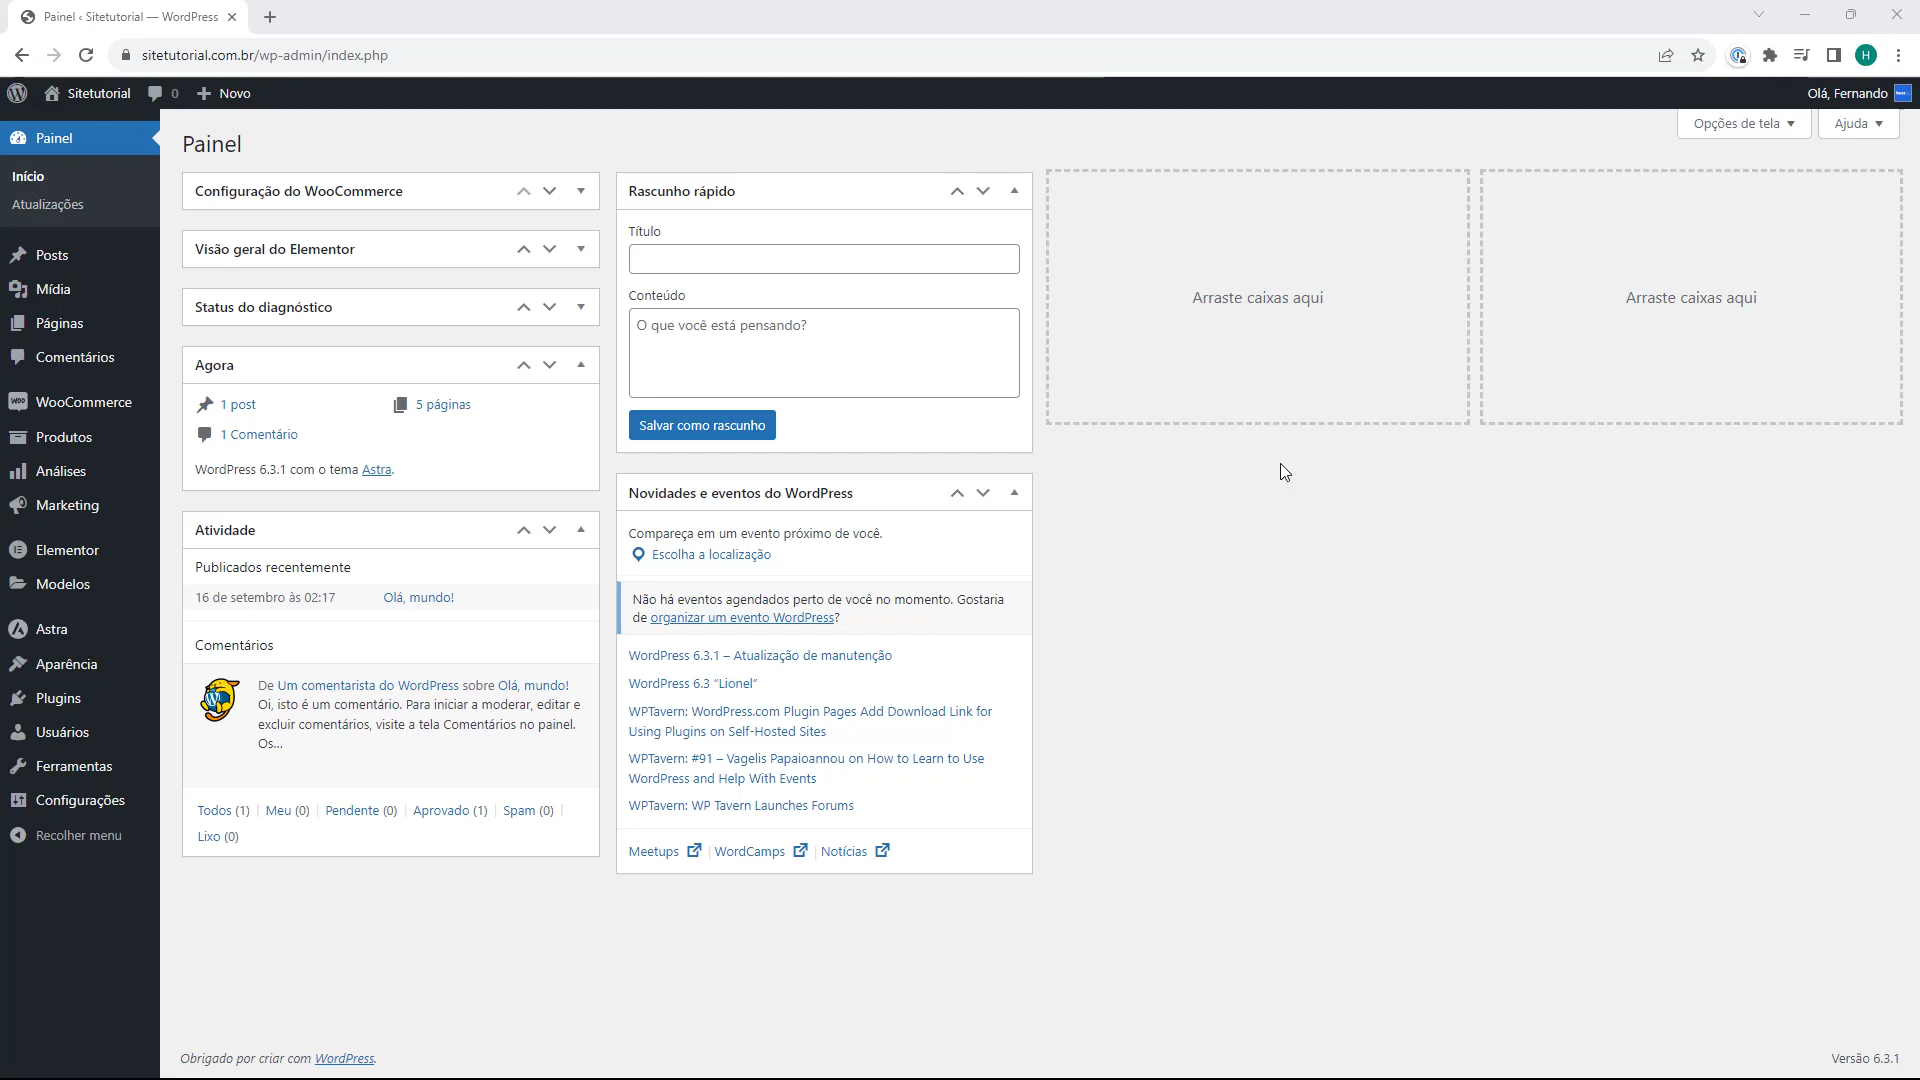 Painel ‹ Sitetutorial — WordPress
sitetutorial.com.br/wp-admin/index.php
H
Sitetutorial
0
Novo
Olá, Fernando
Painel
Início
Atualizações
Posts
Mídia
Páginas
Comentários
WooCommerce
Produtos
Análises
Marketing
Elementor
Modelos
Astra
Aparência
Plugins
Usuários
Ferramentas
Configurações
Recolher menu
Opções de tela
Ajuda
Painel
Configuração do WooCommerce
Visão geral do Elementor
Status do diagnóstico
Agora
1 post
5 páginas
1 Comentário
WordPress 6.3.1 com o tema Astra.
Atividade
Publicados recentemente
16 de setembro às 02:17
Olá, mundo!
Comentários
De Um comentarista do WordPress sobre Olá, mundo!
Oi, isto é um comentário. Para iniciar a moderar, editar e
excluir comentários, visite a tela Comentários no painel.
Os...
Todos (1) | Meu (0) | Pendente (0) | Aprovado (1) | Spam (0) |
Lixo (0)
Rascunho rápido
Título
Conteúdo
O que você está pensando?
Salvar como rascunho
Novidades e eventos do WordPress
Compareça em um evento próximo de você.
Escolha a localização
Não há eventos agendados perto de você no momento. Gostaria
de organizar um evento WordPress?
WordPress 6.3.1 – Atualização de manutenção
WordPress 6.3 “Lionel”
WPTavern: WordPress.com Plugin Pages Add Download Link for
Using Plugins on Self-Hosted Sites
WPTavern: #91 – Vagelis Papaioannou on How to Learn to Use
WordPress and Help With Events
WPTavern: WP Tavern Launches Forums
Meetups | WordCamps | Notícias
Arraste caixas aqui
Arraste caixas aqui
Obrigado por criar com WordPress.
Versão 6.3.1